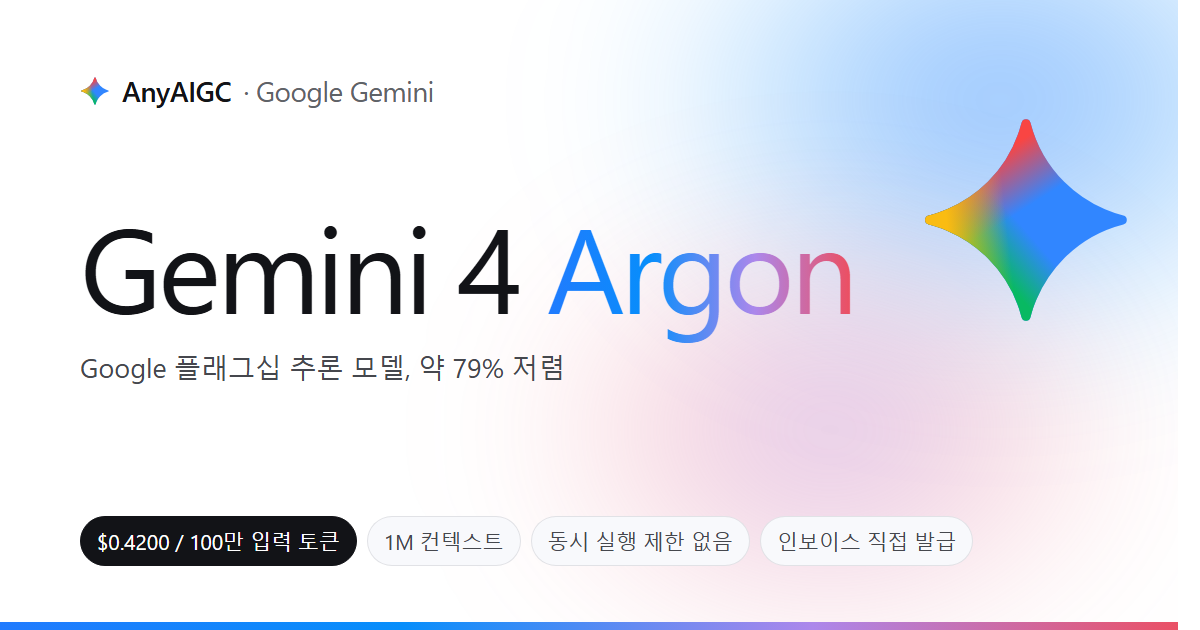 AnyAIGC · Google Gemini
Gemini 4 Argon
Google 플래그십 추론 모델, 약 79% 저렴
$0.4200 / 100만 입력 토큰
1M 컨텍스트
동시 실행 제한 없음
인보이스 직접 발급